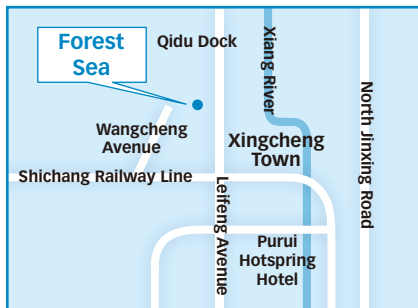 Forest
Sea
Qidu Dock
Xiang River
Wangcheng
Avenue
Xingcheng
Town
North Jinxing Road
Shichang Railway Line
Leifeng Avenue
Purui
Hotspring
Hotel